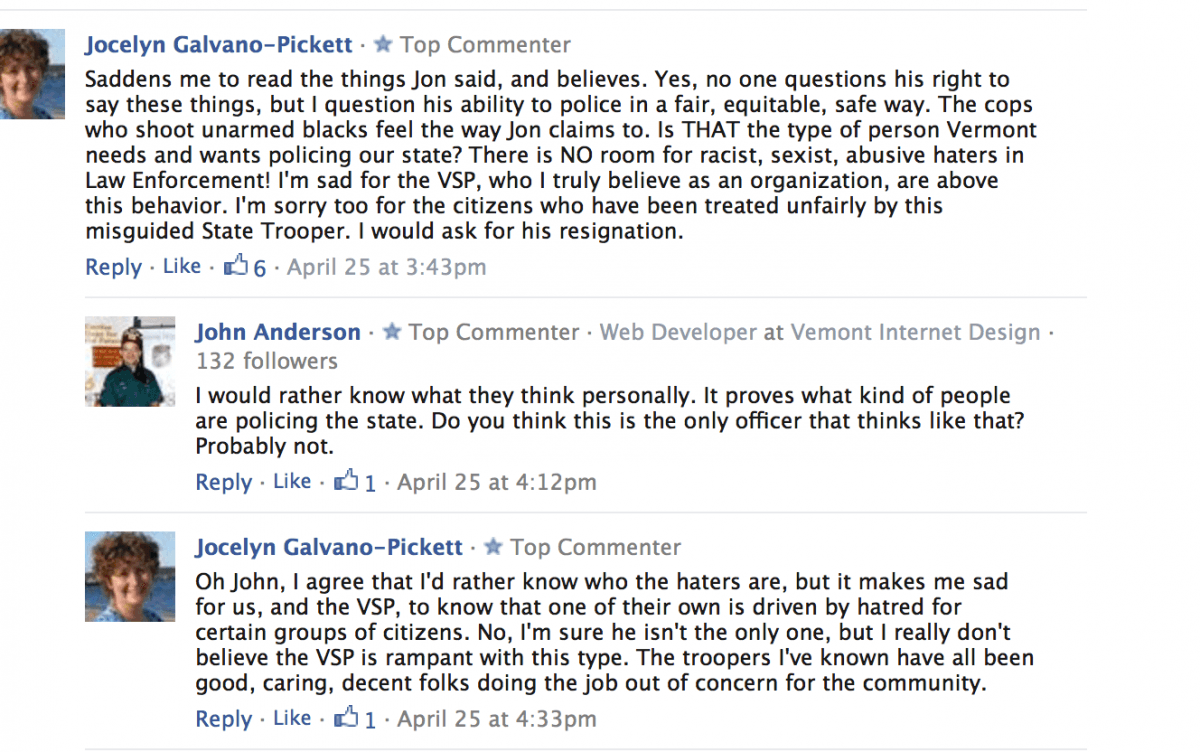 Jocelyn Galvano-Pickett · ★ Top Commenter
Saddens me to read the things Jon said, and believes. Yes, no one questions his right to
say these things, but I question his ability to police in a fair, equitable, safe way. The cops
who shoot unarmed blacks feel the way Jon claims to. Is THAT the type of person Vermont
needs and wants policing our state? There is NO room for racist, sexist, abusive haters in
Law Enforcement! I'm sad for the VSP, who I truly believe as an organization, are above
this behavior. I'm sorry too for the citizens who have been treated unfairly by this
misguided State Trooper. I would ask for his resignation.
Reply · Like · 6 · April 25 at 3:43pm
John Anderson · ★ Top Commenter · Web Developer at Vemont Internet Design ·
132 followers
I would rather know what they think personally. It proves what kind of people
are policing the state. Do you think this is the only officer that thinks like that?
Probably not.
Reply · Like · 1 · April 25 at 4:12pm
Jocelyn Galvano-Pickett · ★ Top Commenter
Oh John, I agree that I'd rather know who the haters are, but it makes me sad
for us, and the VSP, to know that one of their own is driven by hatred for
certain groups of citizens. No, I'm sure he isn't the only one, but I really don't
believe the VSP is rampant with this type. The troopers I've known have all been
good, caring, decent folks doing the job out of concern for the community.
Reply · Like · 1 · April 25 at 4:33pm